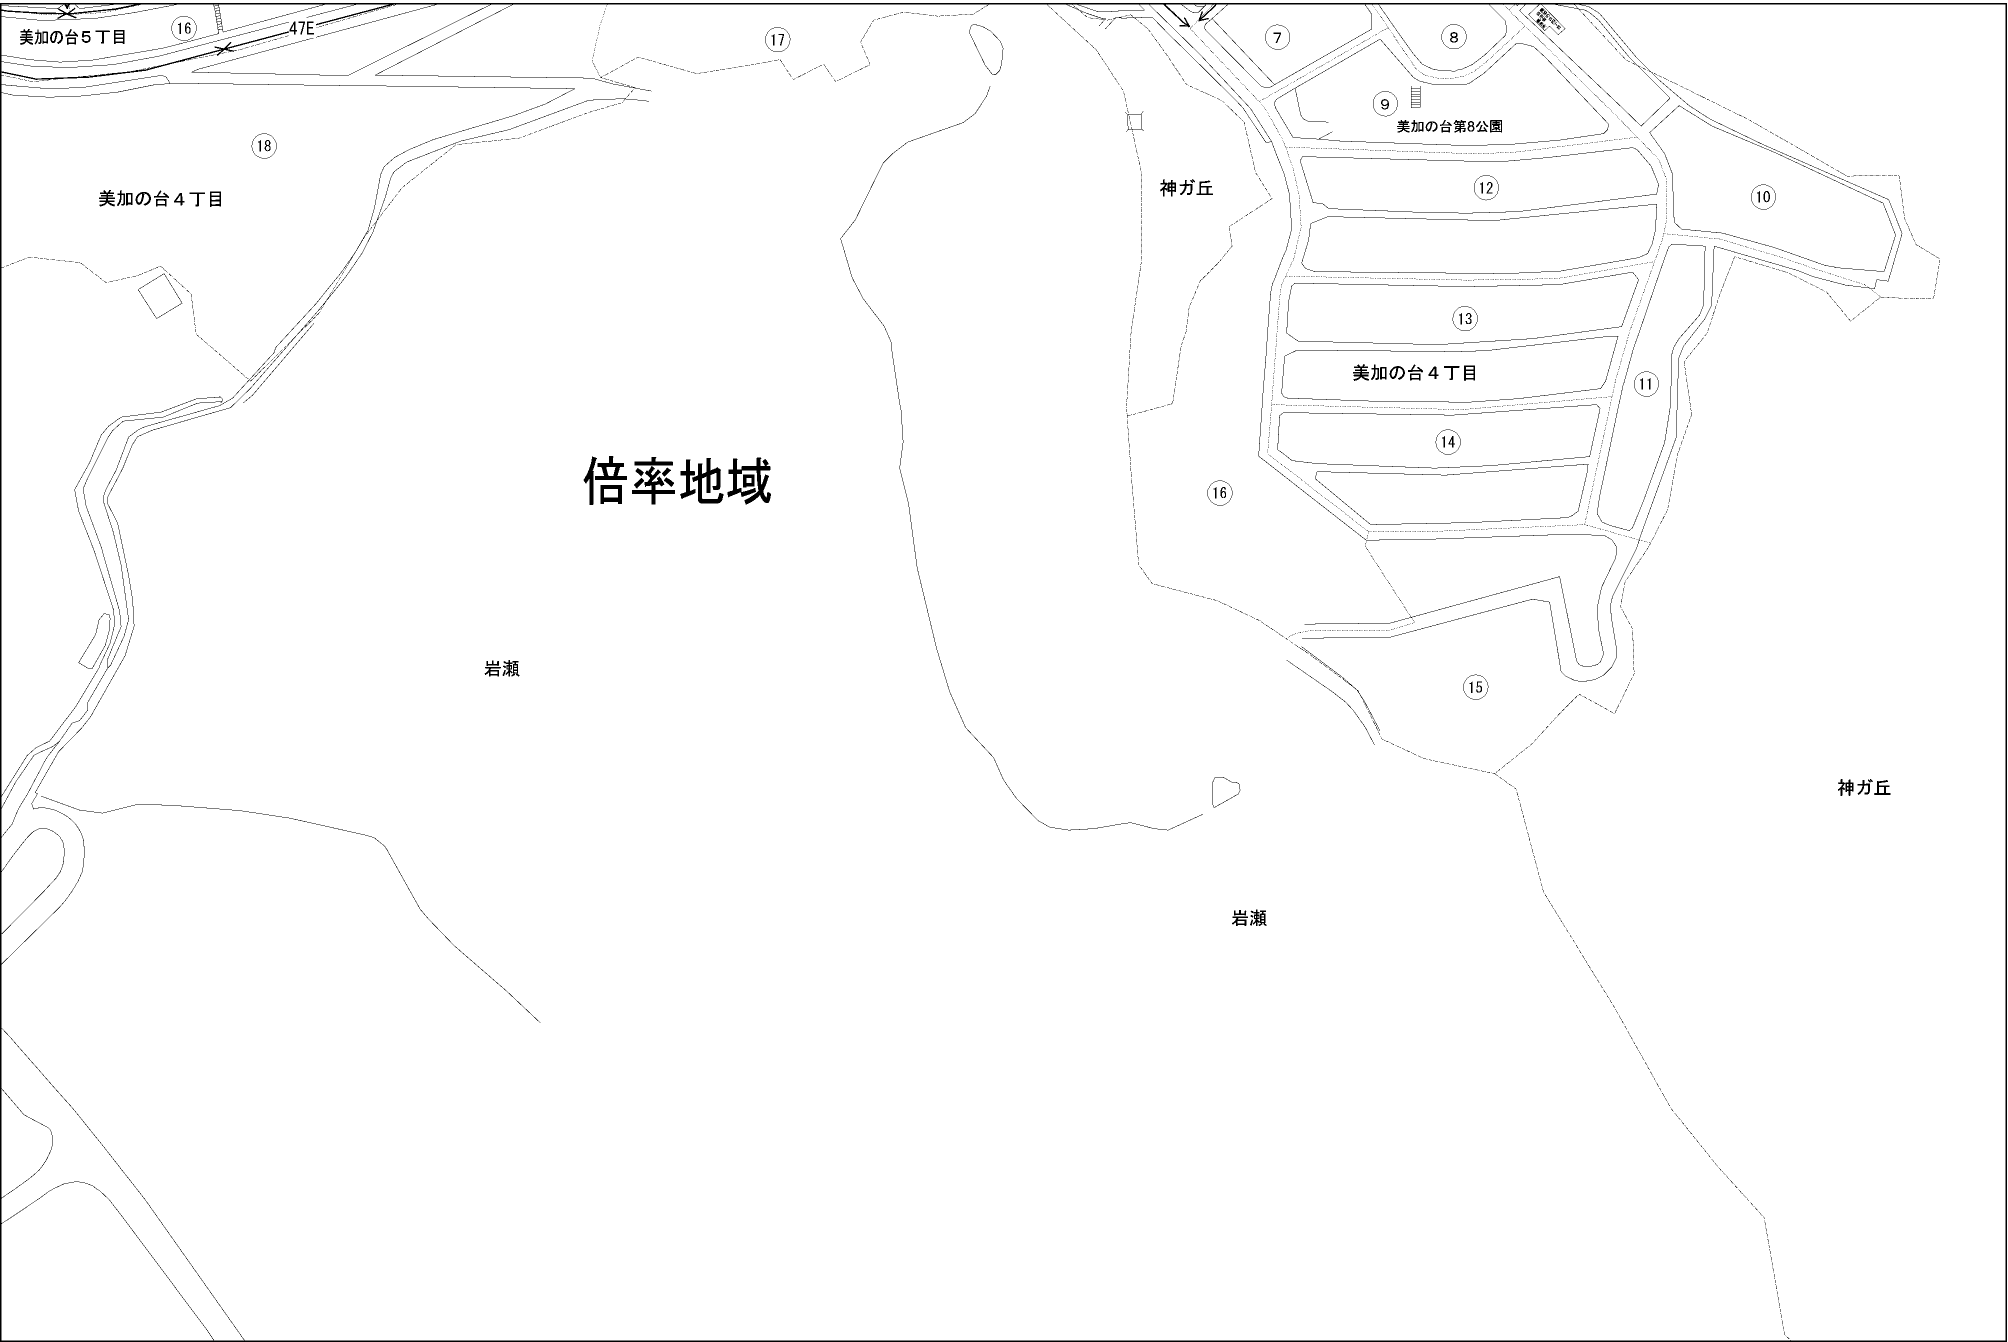 美加の台５丁目
16
47E
17
7
8
9
美加の台第8公園
18
美加の台４丁目
神ガ丘
12
10
13
美加の台４丁目
11
14
倍率地域
16
岩瀬
15
神ガ丘
岩瀬